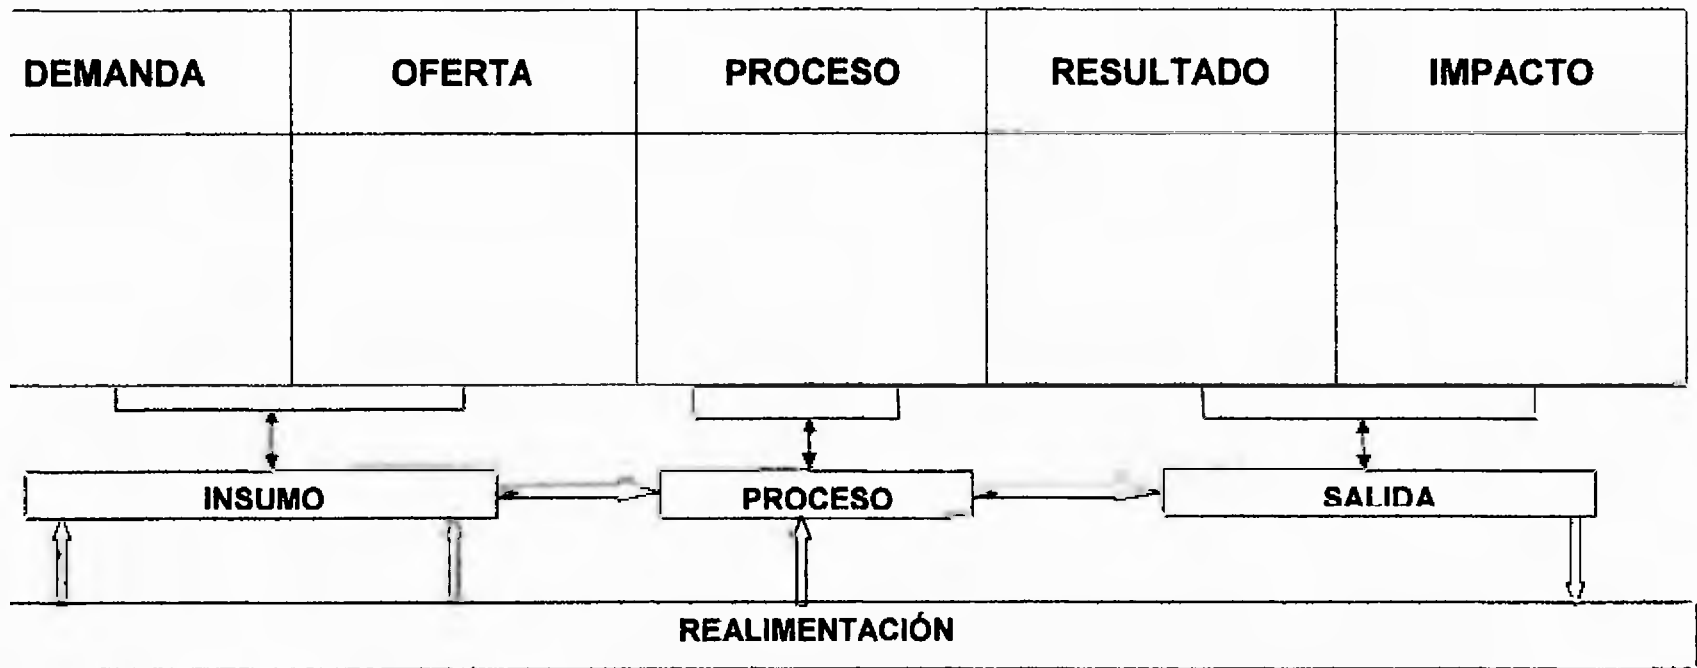 DEMANDA OFERTA PROCESO RESULTADO IMPACTO
INSUMO PROCESO SALIDA
REALIMENTACIÓN